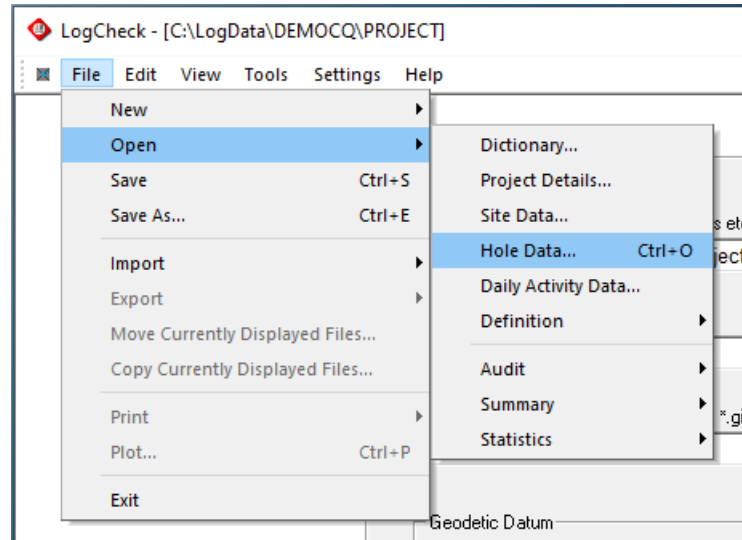 LogCheck - [C:\LogData\DEMOCQ\PROJECT]
File Edit View Tools Settings Help
New
Open
Save Ctrl+S
Save As... Ctrl+E
Import
Export
Move Currently Displayed Files...
Copy Currently Displayed Files...
Print
Plot... Ctrl+P
Exit
Dictionary...
Project Details...
Site Data...
Hole Data... Ctrl+O
Daily Activity Data...
Definition
Audit
Summary
Statistics
Geodetic Datum